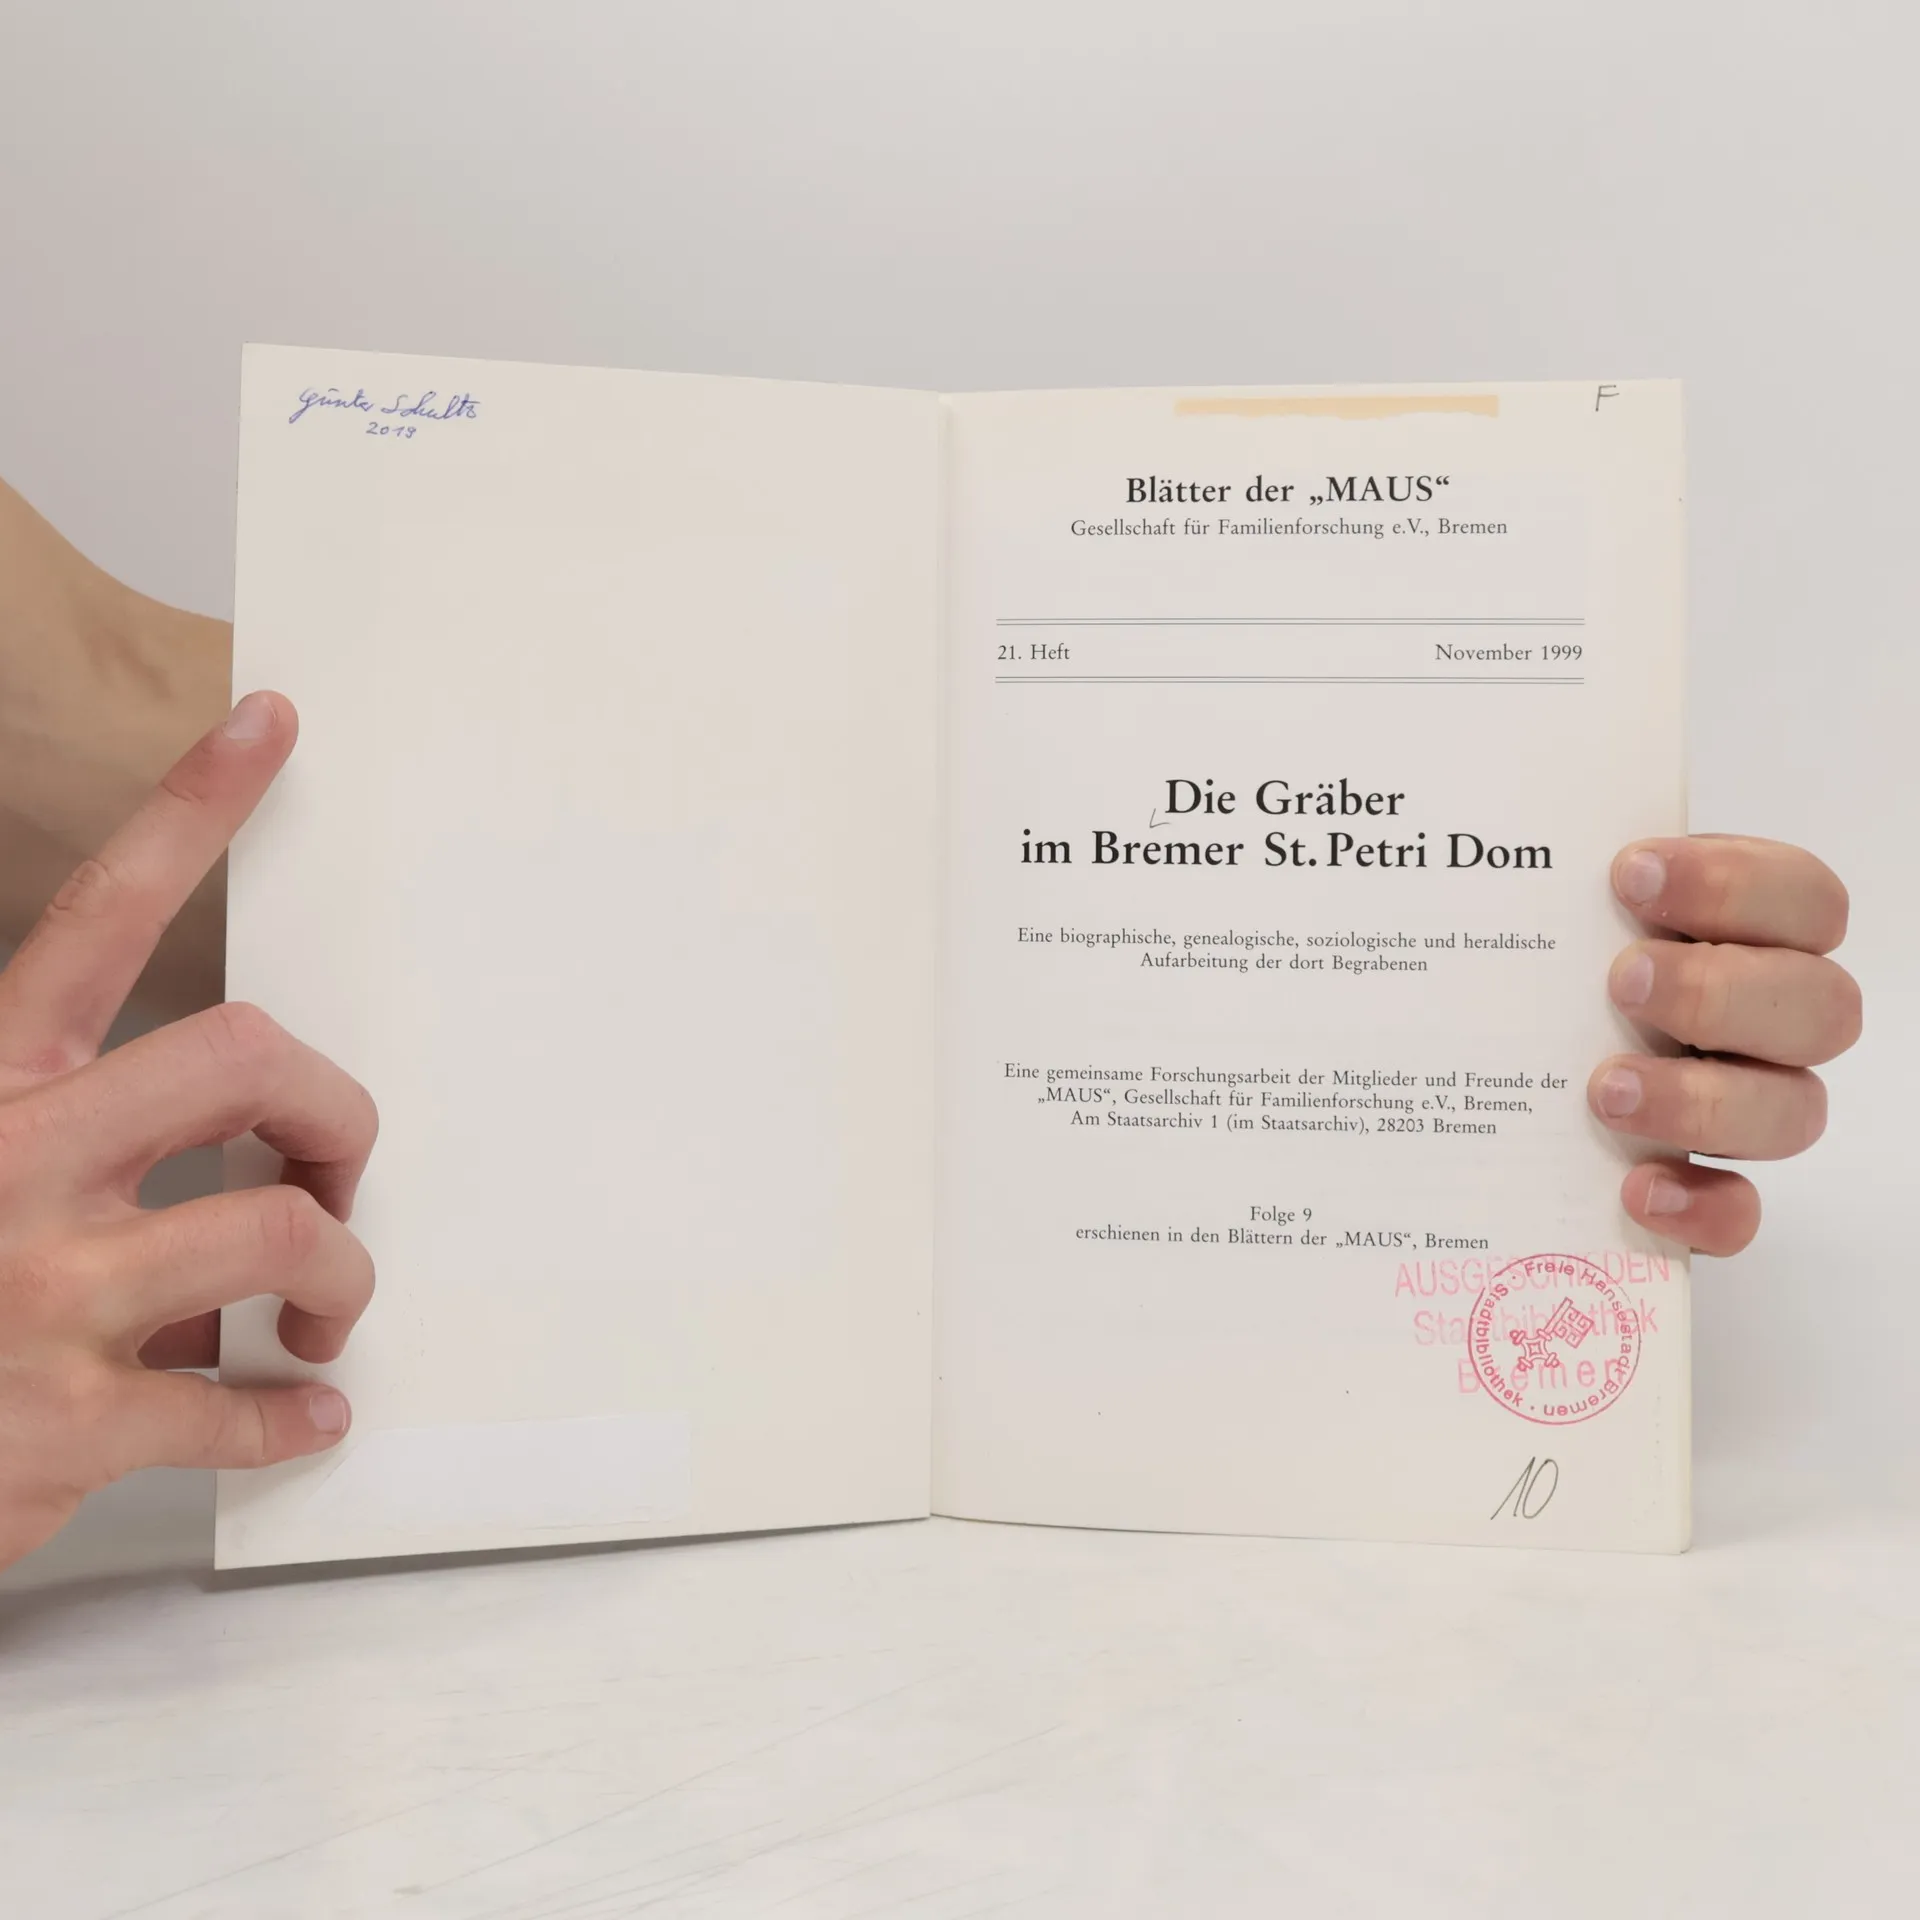 Günter Schultz
2019
F
Blätter der „MAUS“
Gesellschaft für Familienforschung e.V., Bremen
21. Heft November 1999
Die Gräber
im Bremer St. Petri Dom
Eine biographische, genealogische, soziologische und heraldische
Aufarbeitung der dort Begrabenen
Eine gemeinsame Forschungsarbeit der Mitglieder und Freunde der
„MAUS“, Gesellschaft für Familienforschung e.V., Bremen,
Am Staatsarchiv 1 (im Staatsarchiv), 28203 Bremen
Folge 9
erschienen in den Blättern der „MAUS“, Bremen
AUSGESCHIEDEN
Stadtbibliothek
Bremen
Freie Hansestadt Bremen · Stadtbibliothek ·
10